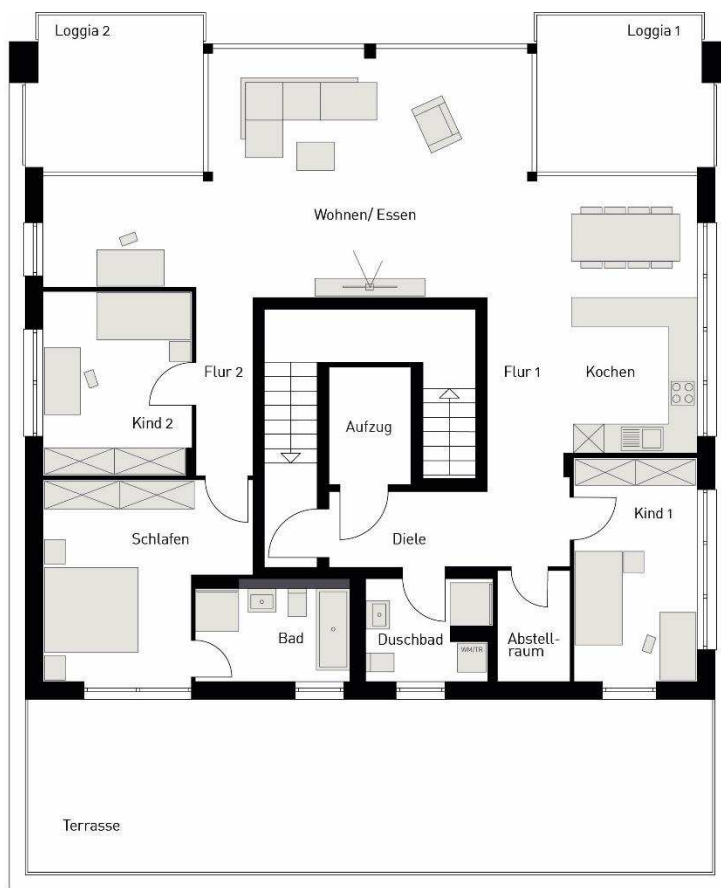 Loggia 2
Loggia 1
Wohnen/ Essen
Flur 2
Flur 1
Kochen
Kind 2
Aufzug
Kind 1
Schlafen
Diele
Bad
Duschbad
WM/TR
Abstell-
raum
Terrasse